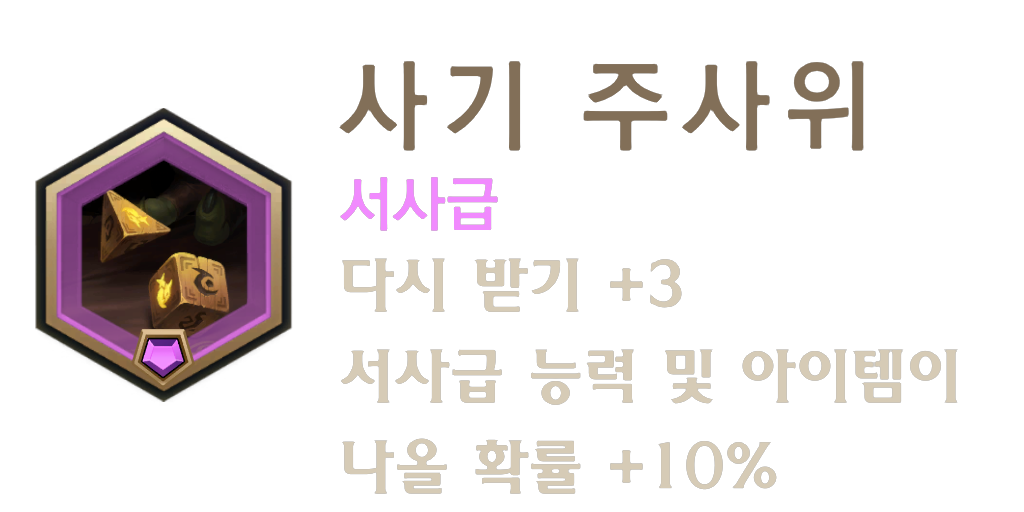 사기 주사위
서사급
다시 받기 +3
서사급 능력 및 아이템이
나올 확률 +10%